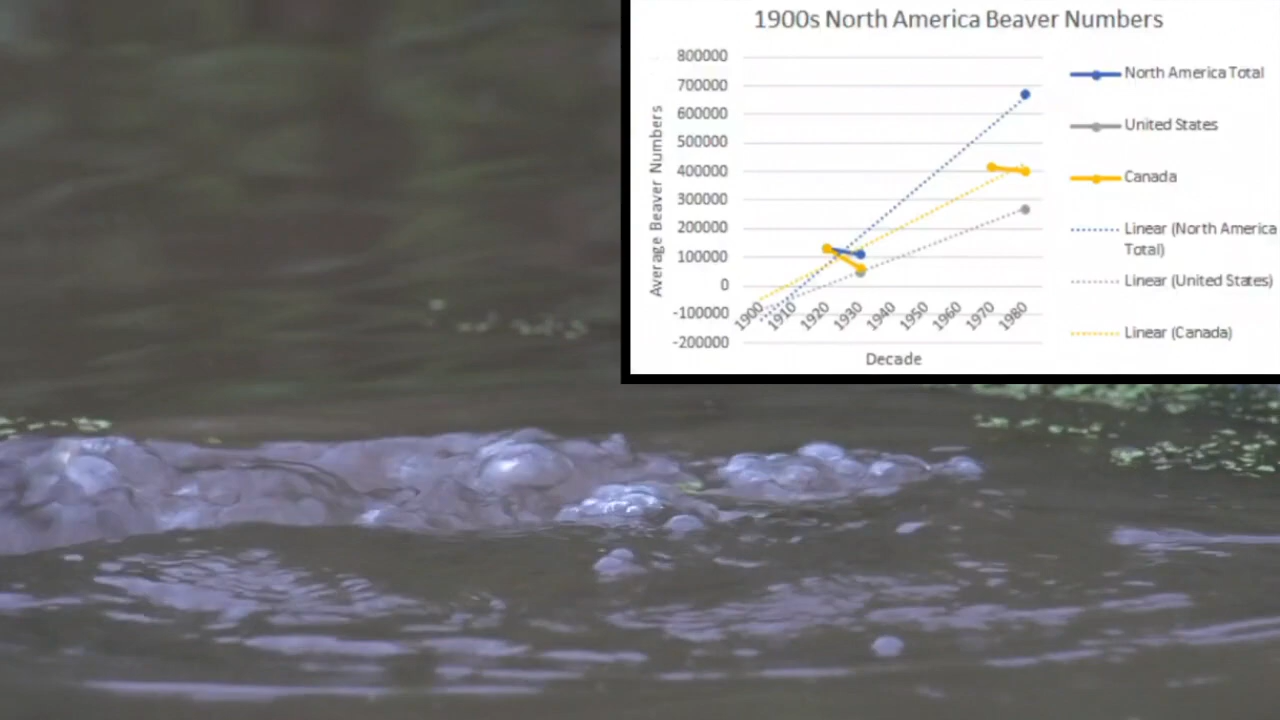 1900s North America Beaver Numbers
800000
700000
600000
500000
400000
300000
200000
100000
0
-100000
-200000
Average Beaver Numbers
1900 1910 1920 1930 1940 1950 1960 1970 1980
Decade
North America Total
United States
Canada
Linear (North America
Total)
Linear (United States)
Linear (Canada)